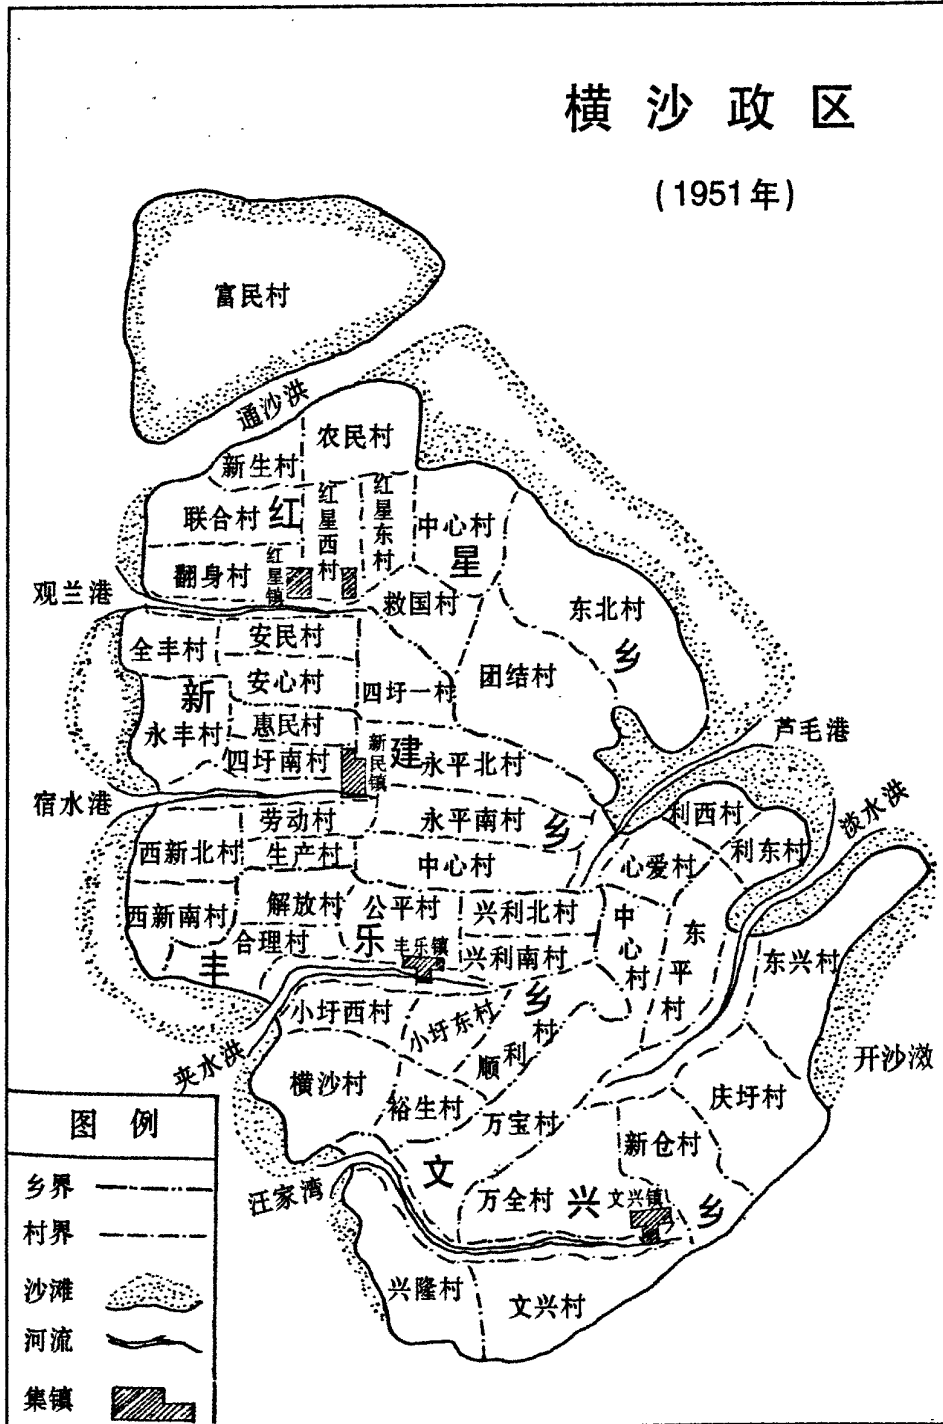 横沙政区
(1951年)
富民村
通沙洪
农民村
新生村
联合村
红
红星西村
红星东村
中心村
星
翻身村
红星镇
观兰港
救国村
东北村
乡
全丰村
安民村
新
安心村
四圩一村
团结村
永丰村
惠民村
四圩南村
新民镇
建
永平北村
芦毛港
宿水港
劳动村
永平南村
乡
利西村
淡水洪
西新北村
生产村
中心村
心爱村
利东村
西新南村
解放村
公平村
兴利北村
中心村
东平村
合理村
乐
丰乐镇
兴利南村
丰
东兴村
小圩西村
小圩东村
乡
顺利村
夹水洪
开沙滧
横沙村
裕生村
万宝村
庆圩村
新仓村
文
汪家湾
万全村
兴
文兴镇
乡
兴隆村
文兴村
图例
乡界
村界
沙滩
河流
集镇